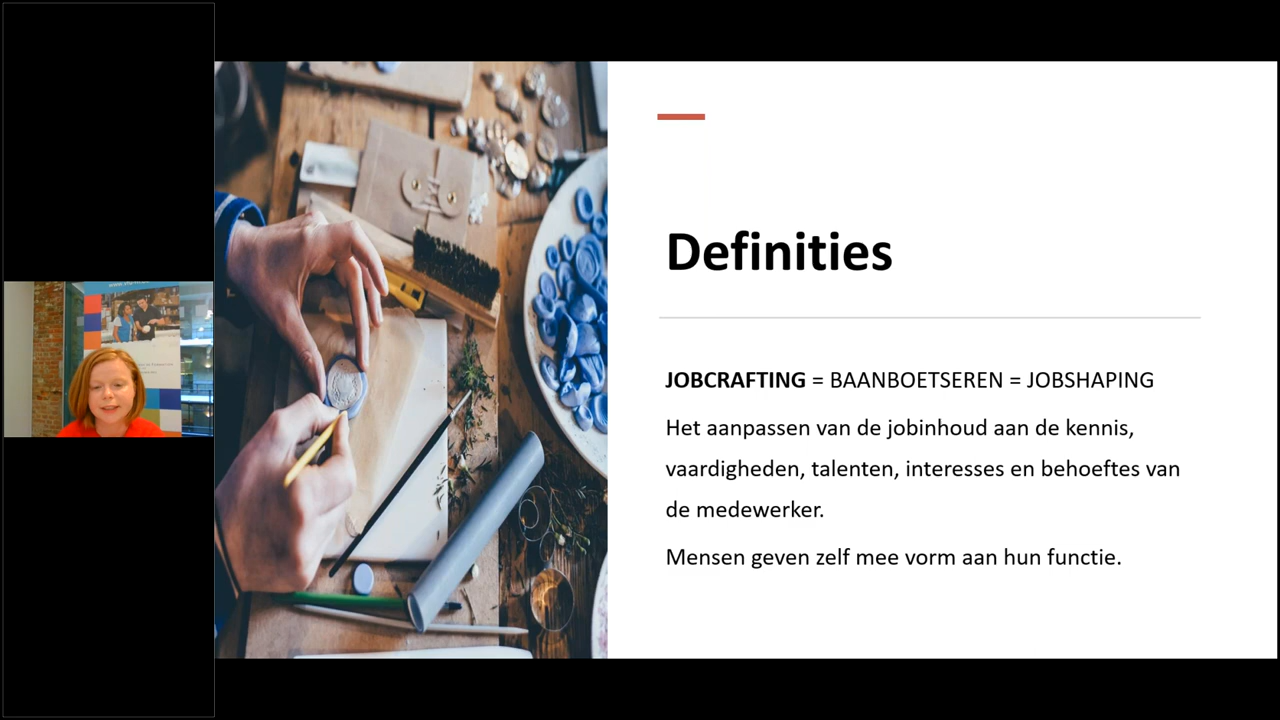 Definities
JOBCRAFTING = BAANBOETSEREN = JOBSHAPING
Het aanpassen van de jobinhoud aan de kennis,
vaardigheden, talenten, interesses en behoeftes van
de medewerker.
Mensen geven zelf mee vorm aan hun functie.